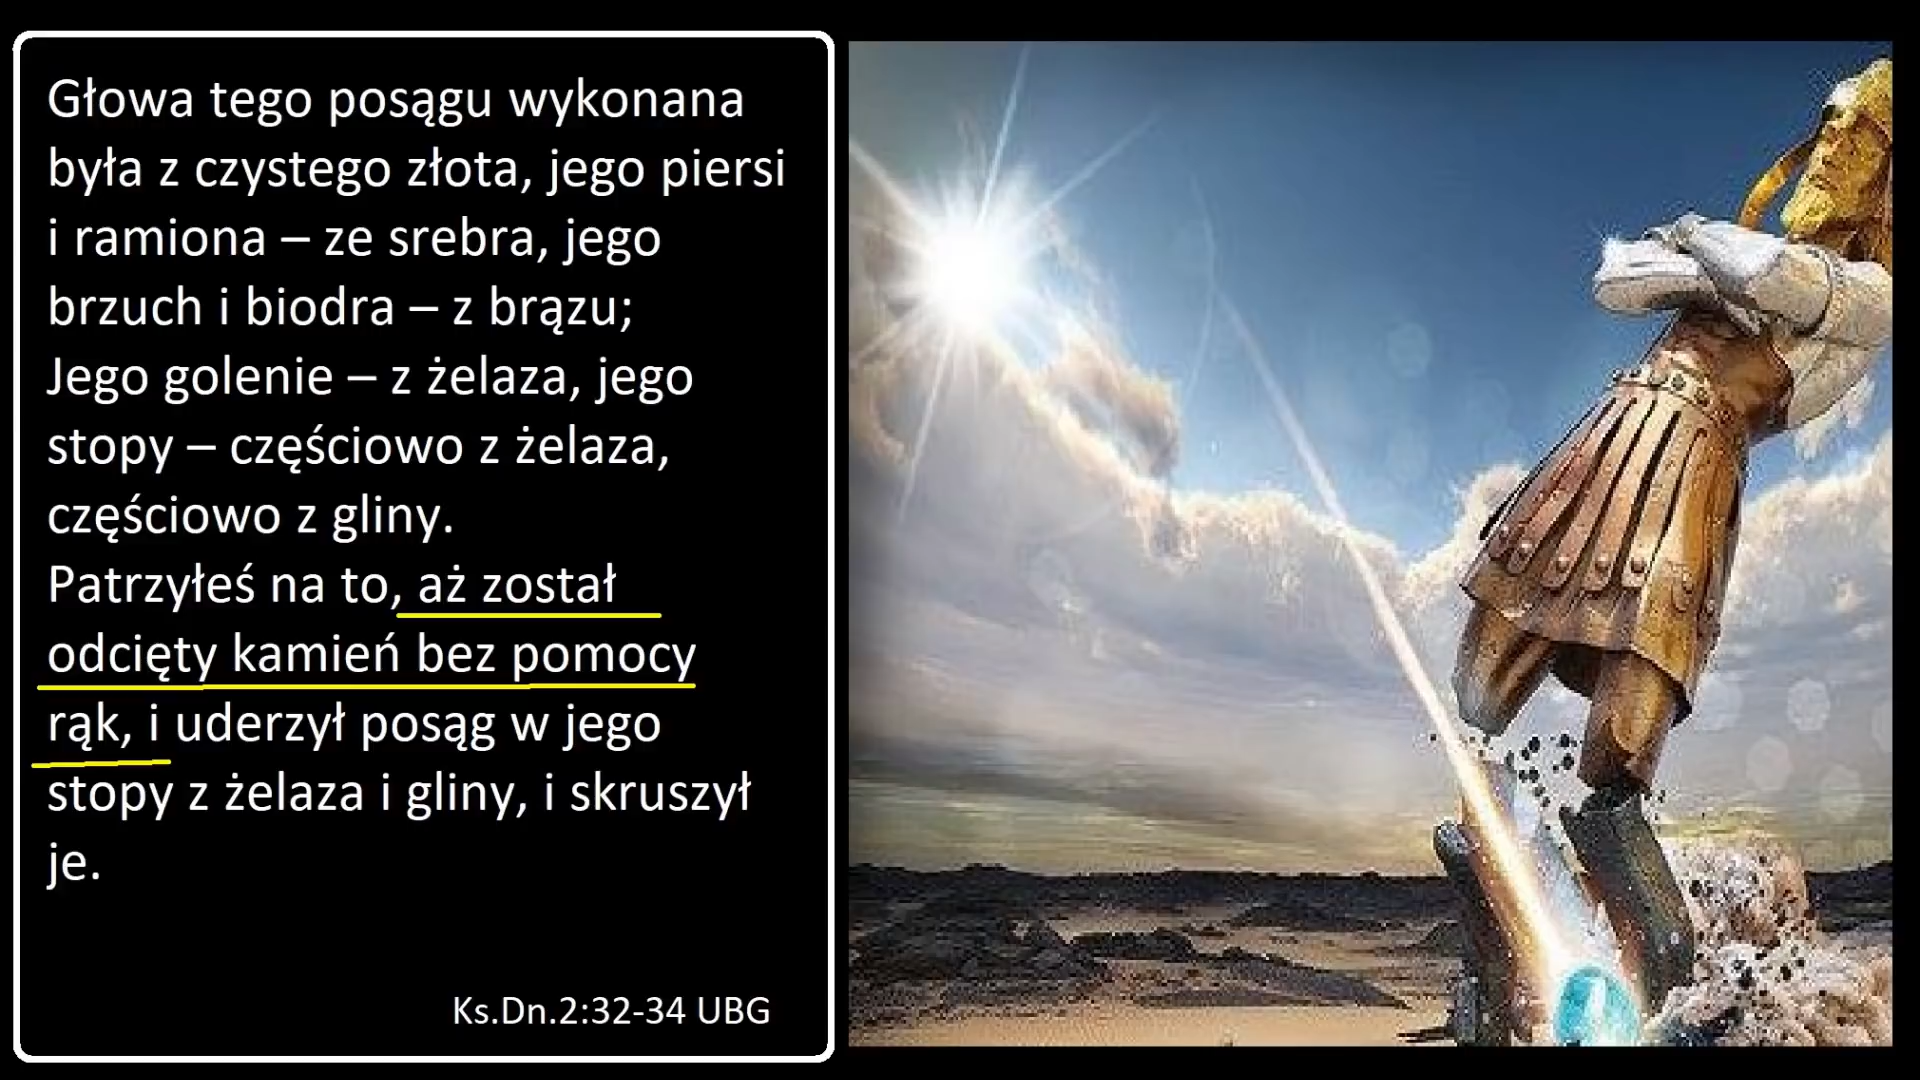 Głowa tego posągu wykonana
była z czystego złota, jego piersi
i ramiona – ze srebra, jego
brzuch i biodra – z brązu;
Jego golenie – z żelaza, jego
stopy – częściowo z żelaza,
częściowo z gliny.
Patrzyłeś na to, aż został
odcięty kamień bez pomocy
rąk, i uderzył posąg w jego
stopy z żelaza i gliny, i skruszył
je.
Ks.Dn.2:32-34 UBG